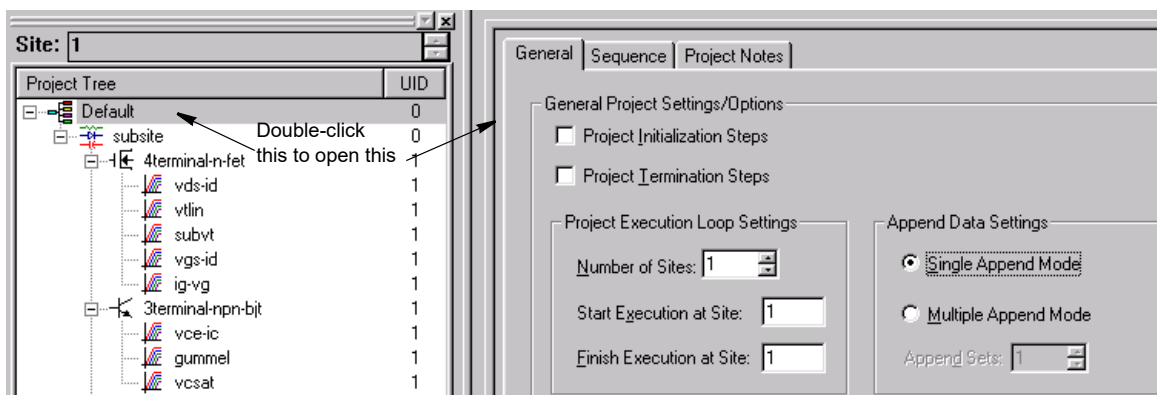 Site: 1
Project Tree UID
Default 0
subsite 0
4terminal-n-fet 1
vds-id 1
vtlin 1
subvt 1
vgs-id 1
ig-vg 1
3terminal-npn-bjt 1
vce-ic 1
gummel 1
vcsat 1
Double-click
this to open this
General Sequence Project Notes
General Project Settings/Options
Project Initialization Steps
Project Termination Steps
Project Execution Loop Settings
Number of Sites: 1
Start Execution at Site: 1
Finish Execution at Site: 1
Append Data Settings
Single Append Mode
Multiple Append Mode
Append Sets: 1